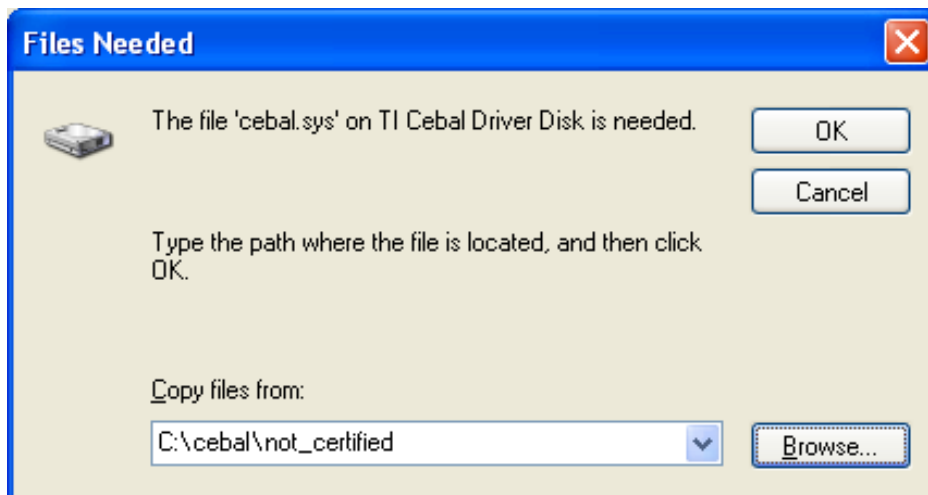 Files Needed
The file 'cebal.sys' on TI Cebal Driver Disk is needed.
OK
Cancel
Type the path where the file is located, and then click
OK.
Copy files from:
C:\cebal\not_certified
Browse...